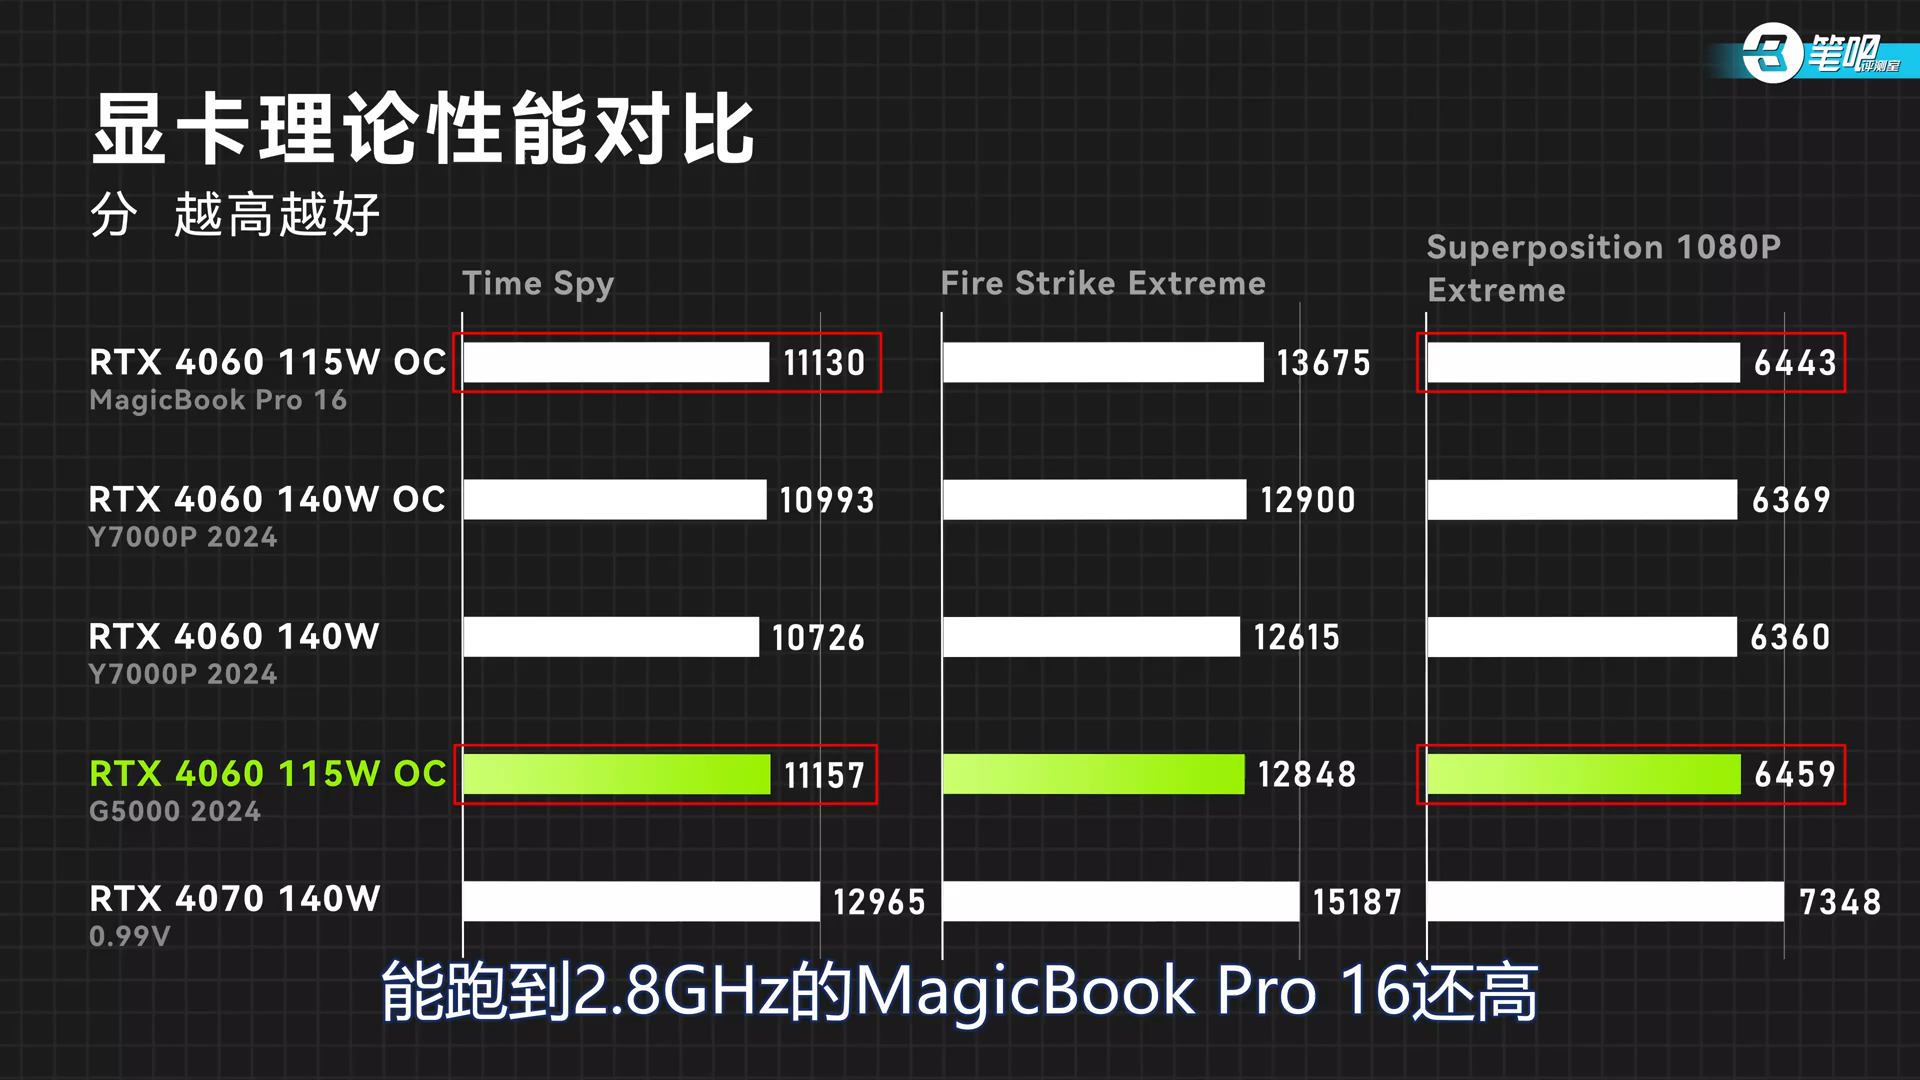 笔吧
评测室
显卡理论性能对比
分 越高越好
Time Spy
Fire Strike Extreme
Superposition 1080P
Extreme
RTX 4060 115W OC
MagicBook Pro 16
11130
13675
6443
RTX 4060 140W OC
Y7000P 2024
10993
12900
6369
RTX 4060 140W
Y7000P 2024
10726
12615
6360
RTX 4060 115W OC
G5000 2024
11157
12848
6459
RTX 4070 140W
0.99V
12965
15187
7348
能跑到2.8GHz的MagicBook Pro 16还高